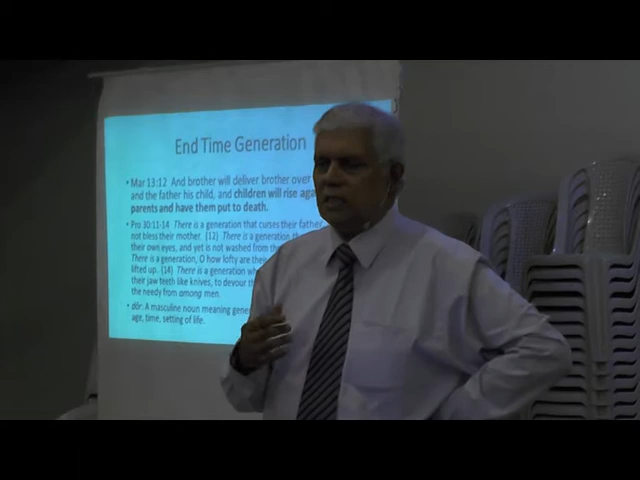 End Time Generation
• Mar 13:12 And brother will deliver brother over
and the father his child, and children will rise aga
parents and have them put to death.
• Pro 30:11-14 There is a generation that curses their father,
not bless their mother. (12) There is a generation th
their own eyes, and yet is not washed from the
There is a generation, O how lofty are their
lifted up. (14) There is a generation wh
their jaw teeth like knives, to devour th
the needy from among men.
• dôr: A masculine noun meaning gene
age, time, setting of life.